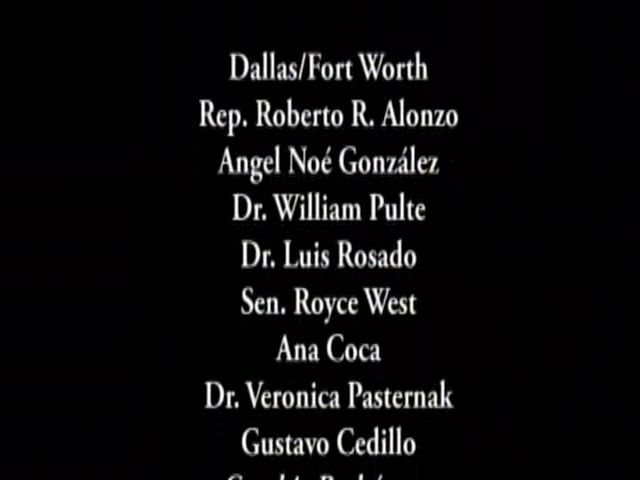 Dallas/Fort Worth
Rep. Roberto R. Alonzo
Angel Noé González
Dr. William Pulte
Dr. Luis Rosado
Sen. Royce West
Ana Coca
Dr. Veronica Pasternak
Gustavo Cedillo